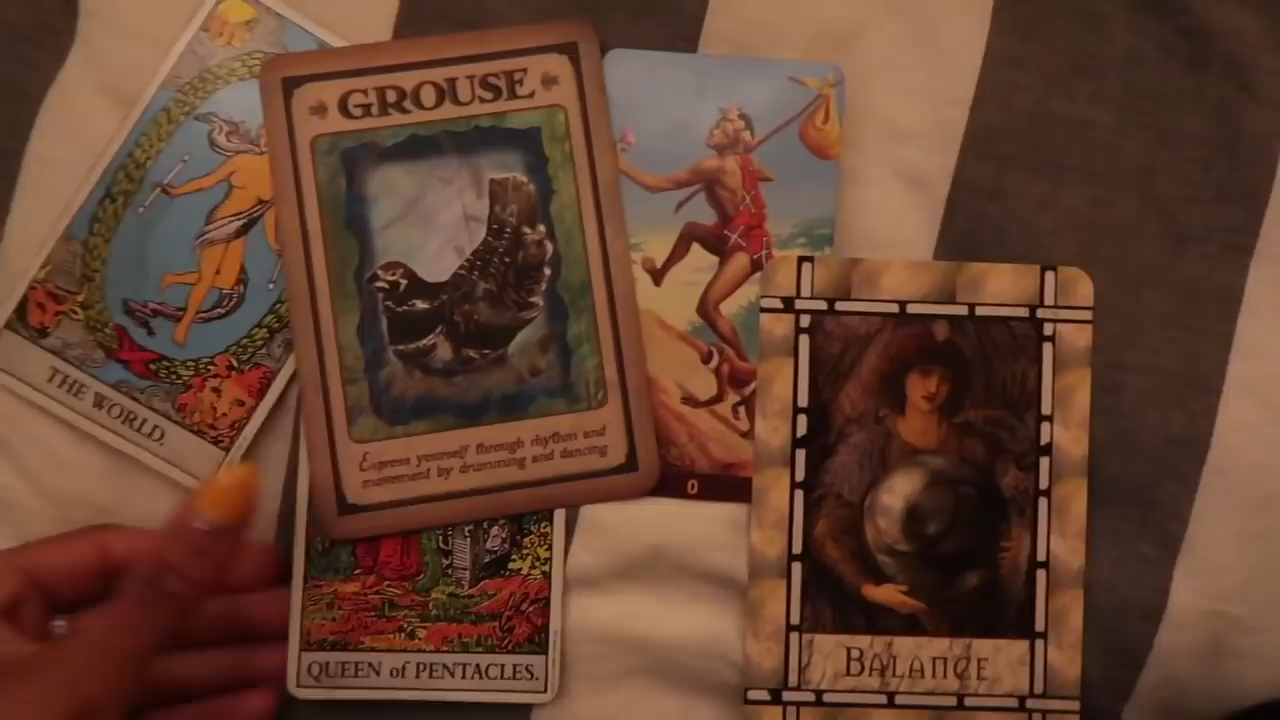 GROUSE
THE WORLD.
Express yourself through rhythm and
movement by drumming and dancing
0
QUEEN of PENTACLES.
BALANCE